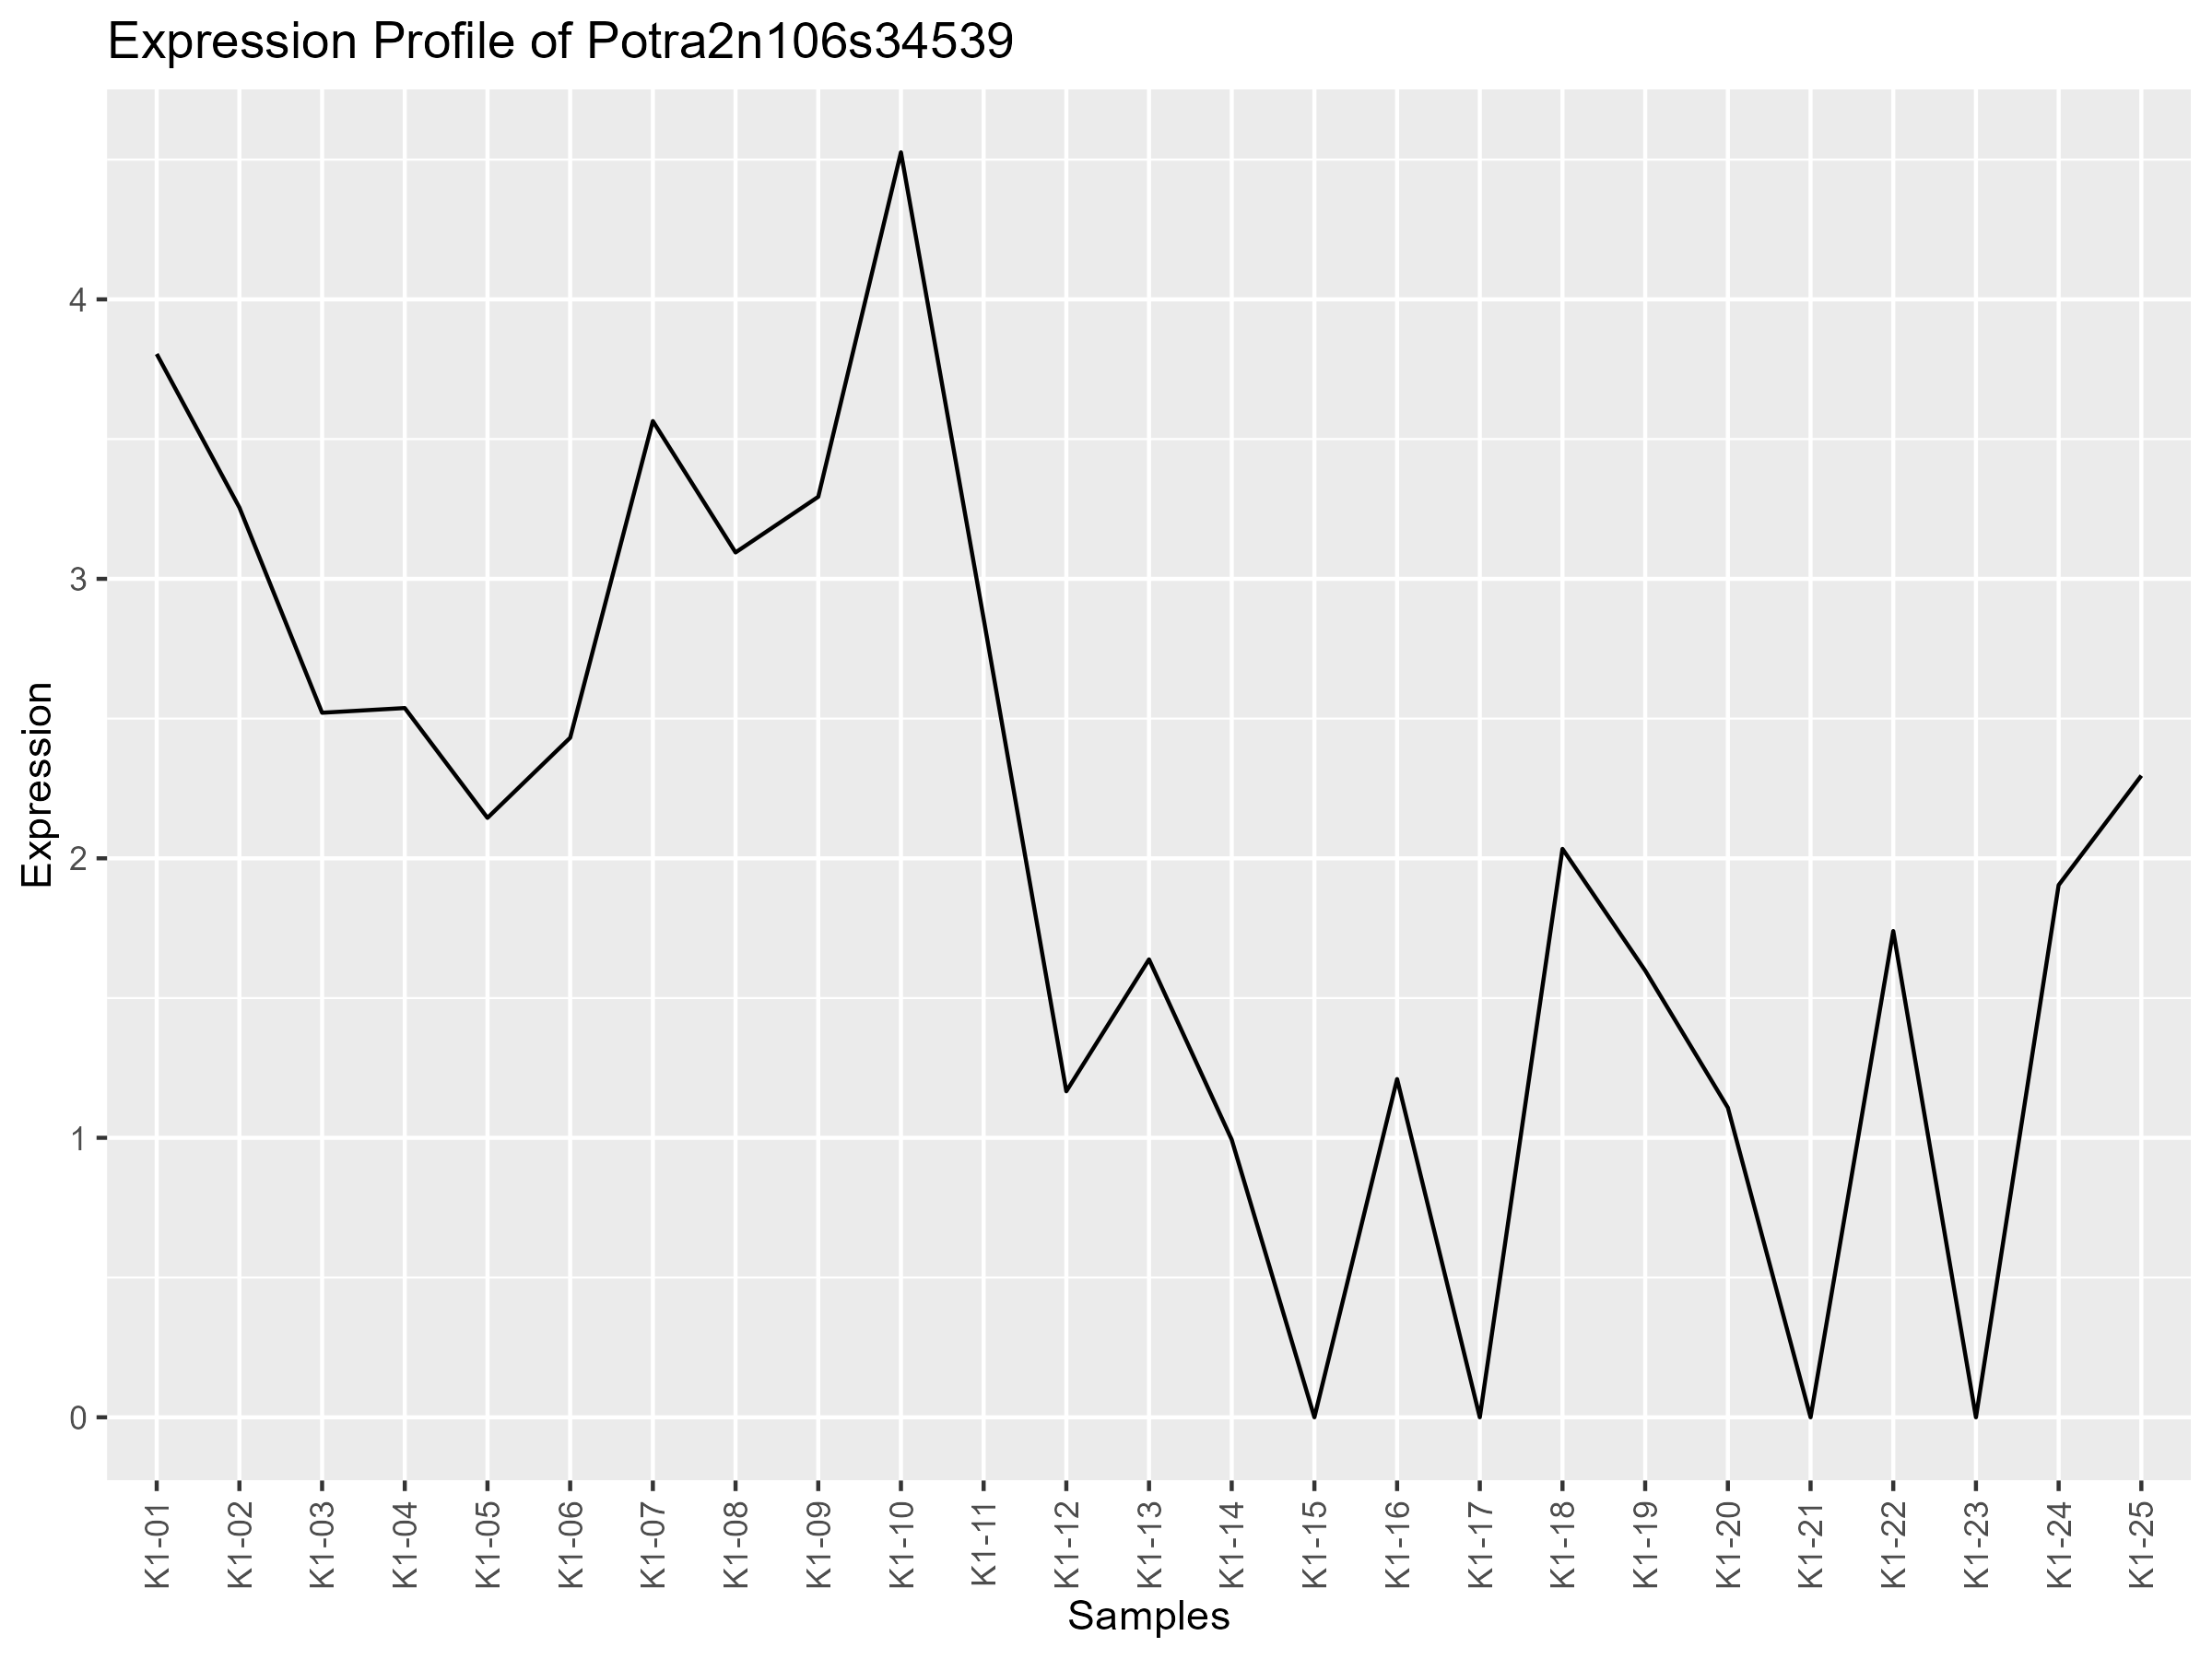 Expression Profile of Potra2n106s34539
Expression
4
3
2
1
0
K1-01
K1-02
K1-03
K1-04
K1-05
K1-06
K1-07
K1-08
K1-09
K1-10
K1-11
K1-12
K1-13
K1-14
K1-15
K1-16
K1-17
K1-18
K1-19
K1-20
K1-21
K1-22
K1-23
K1-24
K1-25
Samples